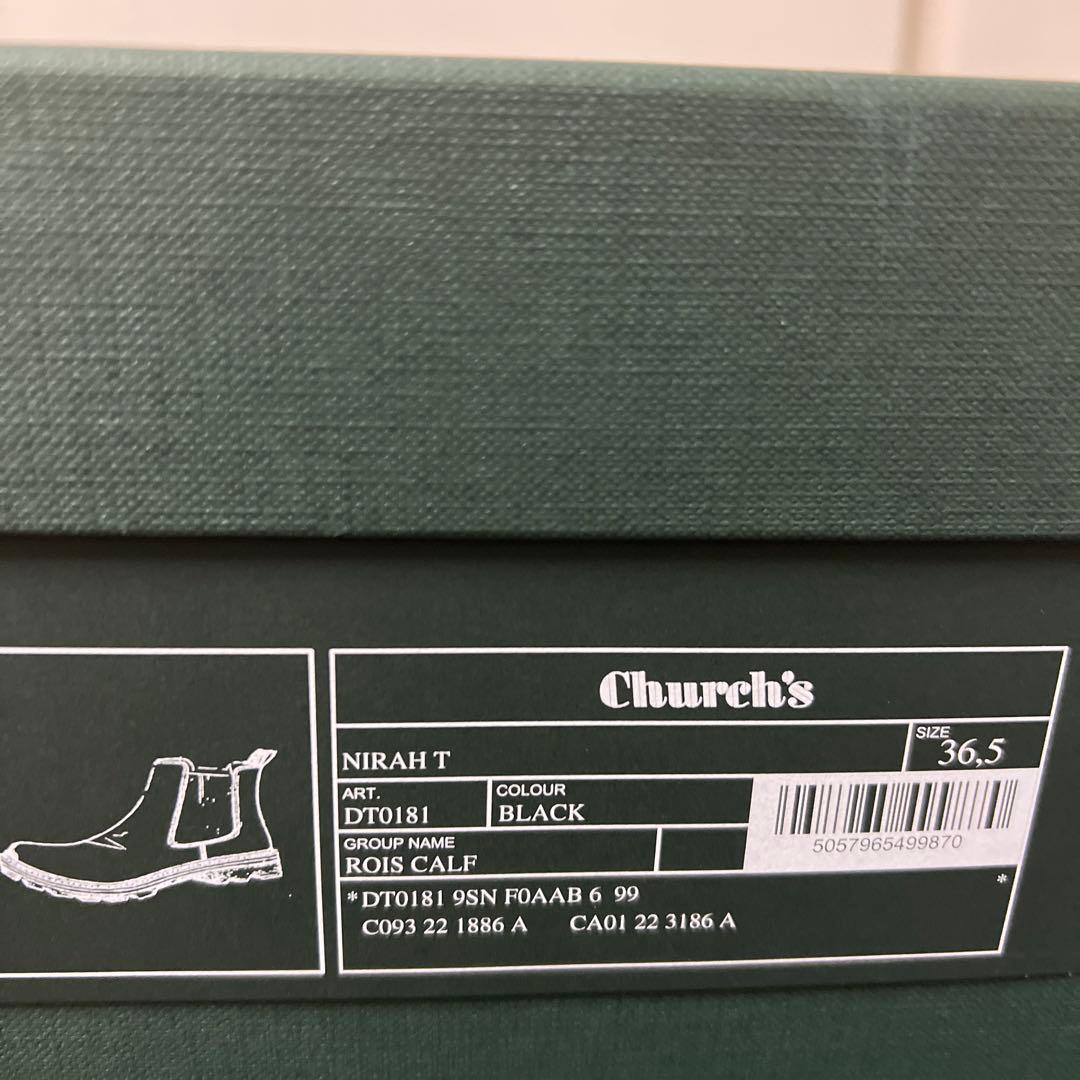 Church's
NIRAH T
SIZE
36,5
ART.
DT0181
COLOUR
BLACK
5057965499870
GROUP NAME
ROIS CALF
*DT0181 9SN F0AAB 6 99
*
C093 22 1886 A CA01 22 3186 A